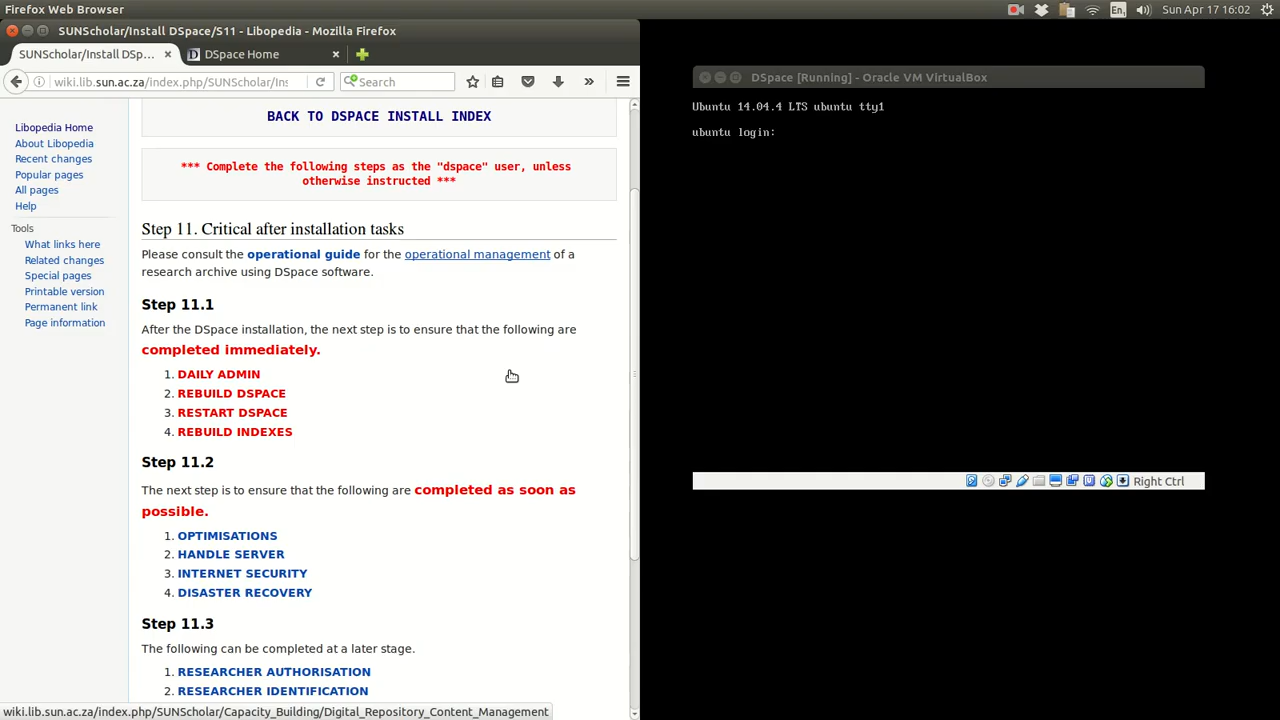 Firefox Web Browser
En
Sun Apr 17 16:02
SUNScholar/Install DSpace/S11 - Libopedia - Mozilla Firefox
SUNScholar/Install DSp...
DSpace Home
wiki.lib.sun.ac.za/index.php/SUNScholar/Ins
Search
Libopedia Home
About Libopedia
Recent changes
Popular pages
All pages
Help
Tools
What links here
Related changes
Special pages
Printable version
Permanent link
Page information
BACK TO DSPACE INSTALL INDEX
*** Complete the following steps as the "dspace" user, unless
otherwise instructed ***
Step 11. Critical after installation tasks
Please consult the operational guide for the operational management of a
research archive using DSpace software.
Step 11.1
After the DSpace installation, the next step is to ensure that the following are
completed immediately.
1. DAILY ADMIN
2. REBUILD DSPACE
3. RESTART DSPACE
4. REBUILD INDEXES
Step 11.2
The next step is to ensure that the following are completed as soon as
possible.
1. OPTIMISATIONS
2. HANDLE SERVER
3. INTERNET SECURITY
4. DISASTER RECOVERY
Step 11.3
The following can be completed at a later stage.
1. RESEARCHER AUTHORISATION
2. RESEARCHER IDENTIFICATION
wiki.lib.sun.ac.za/index.php/SUNScholar/Capacity_Building/Digital_Repository_Content_Management
DSpace [Running] - Oracle VM VirtualBox
Ubuntu 14.04.4 LTS ubuntu tty1
ubuntu login:
Right Ctrl